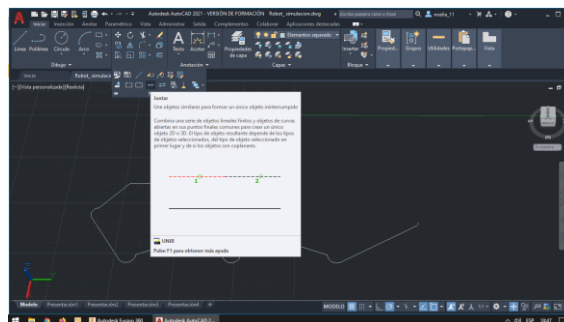 Autodesk AutoCAD 2021 - VERSIÓN DE FORMACIÓN Robot_simulacion.dwg
Inicio Insertar Anotar Paramétrico Vista Administrar Salida Complementos Colaborar Aplicaciones destacadas
Línea Polilínea Círculo Arco Texto Acotar Propiedades de capa Insertar Grupos Utilidades Vista
Dibujo Anotación Capas Bloque
Inicio Robot_simulacio
[-][Vista personalizada][Realista]
Juntar
Une objetos similares para formar un único objeto ininterrumpido
Combina una serie de objetos lineales finitos y objetos de curvas
abiertas en sus puntos finales comunes para crear un único
objeto 2D o 3D. El tipo de objeto resultante depende de los tipos
de objetos seleccionados, del tipo de objeto seleccionado en
primer lugar y de si los objetos son coplanares.
1 2
UNIRE
Pulse F1 para obtener más ayuda
Z
Y
Modelo Presentación1 Presentación2 Presentación3 Presentación4 + MODELO
Autodesk Fusion 360 Autodesk AutoCAD 2... ESP 18:47